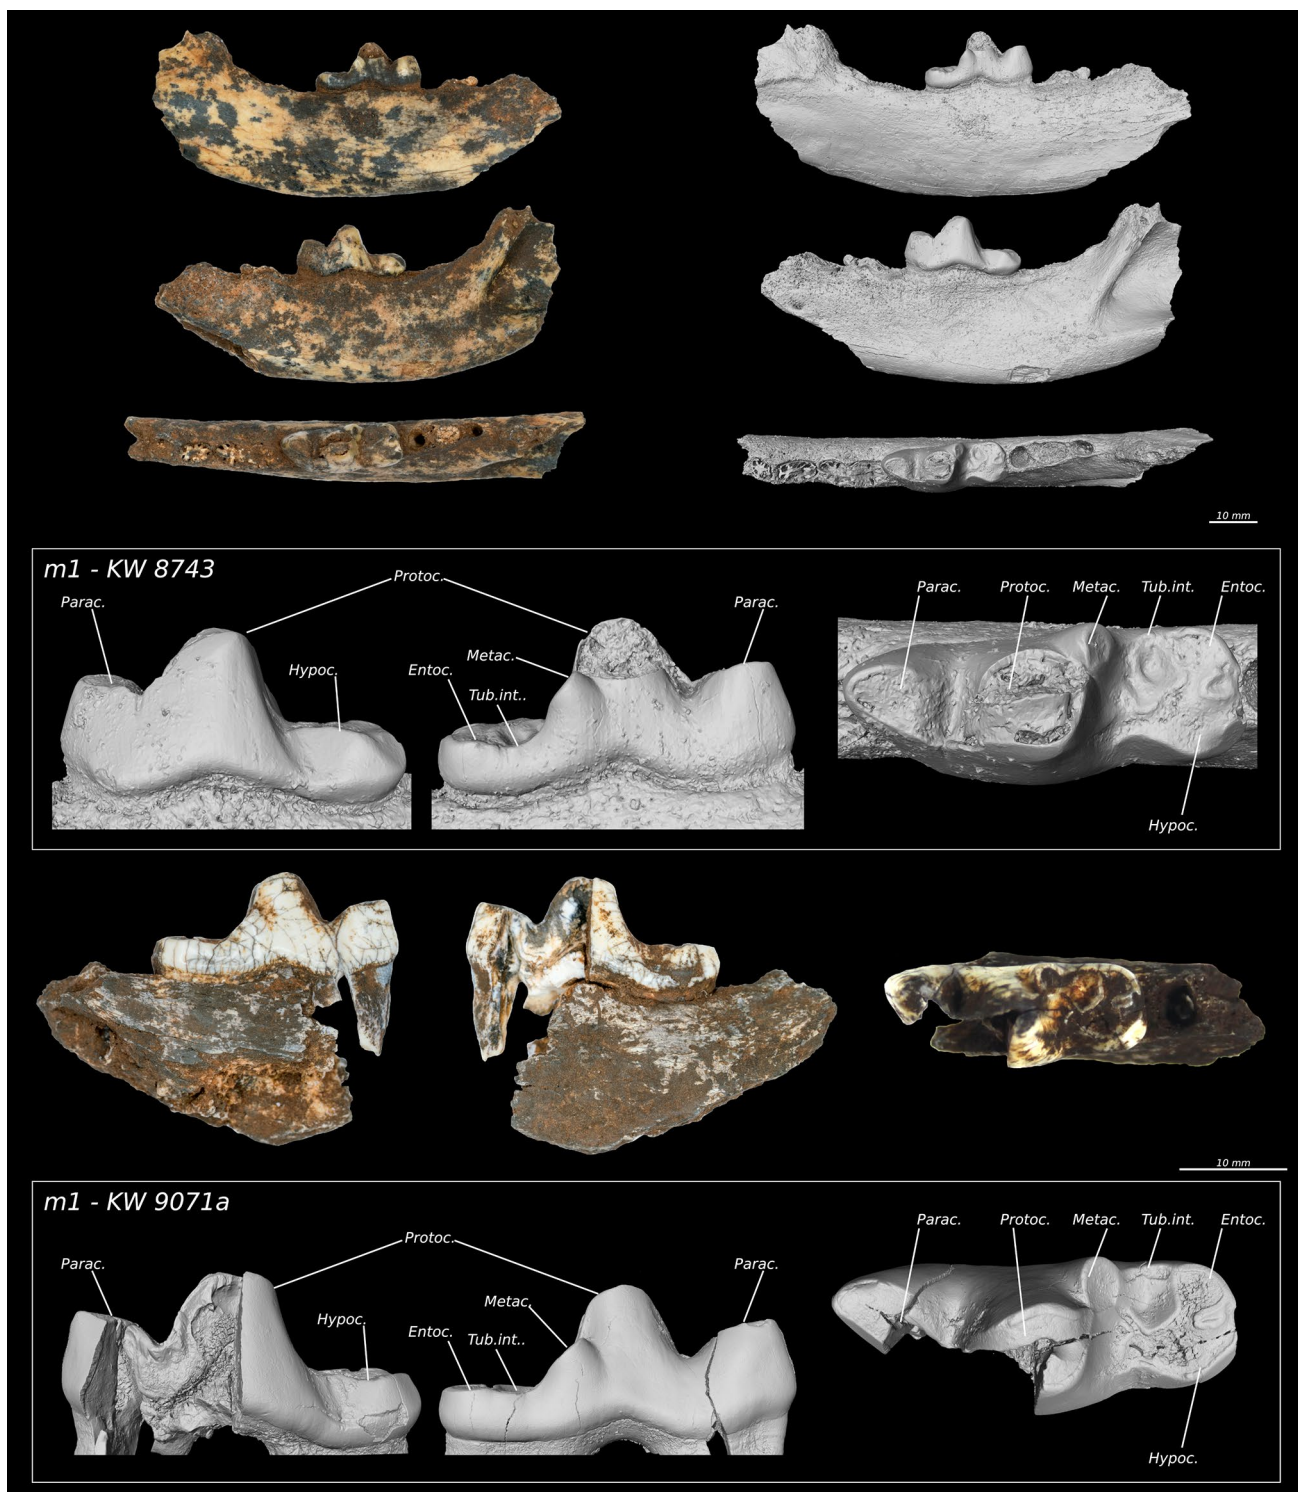 10 mm
m1 - KW 8743
Protoc.
Parac.
Hypoc.
Metac.
Entoc.
Tub.int..
Parac.
Parac.
Protoc.
Metac.
Tub.int.
Entoc.
Hypoc.
10 mm
m1 - KW 9071a
Protoc.
Parac.
Hypoc.
Metac.
Entoc.
Tub.int..
Parac.
Parac.
Protoc.
Metac.
Tub.int.
Entoc.
Hypoc.